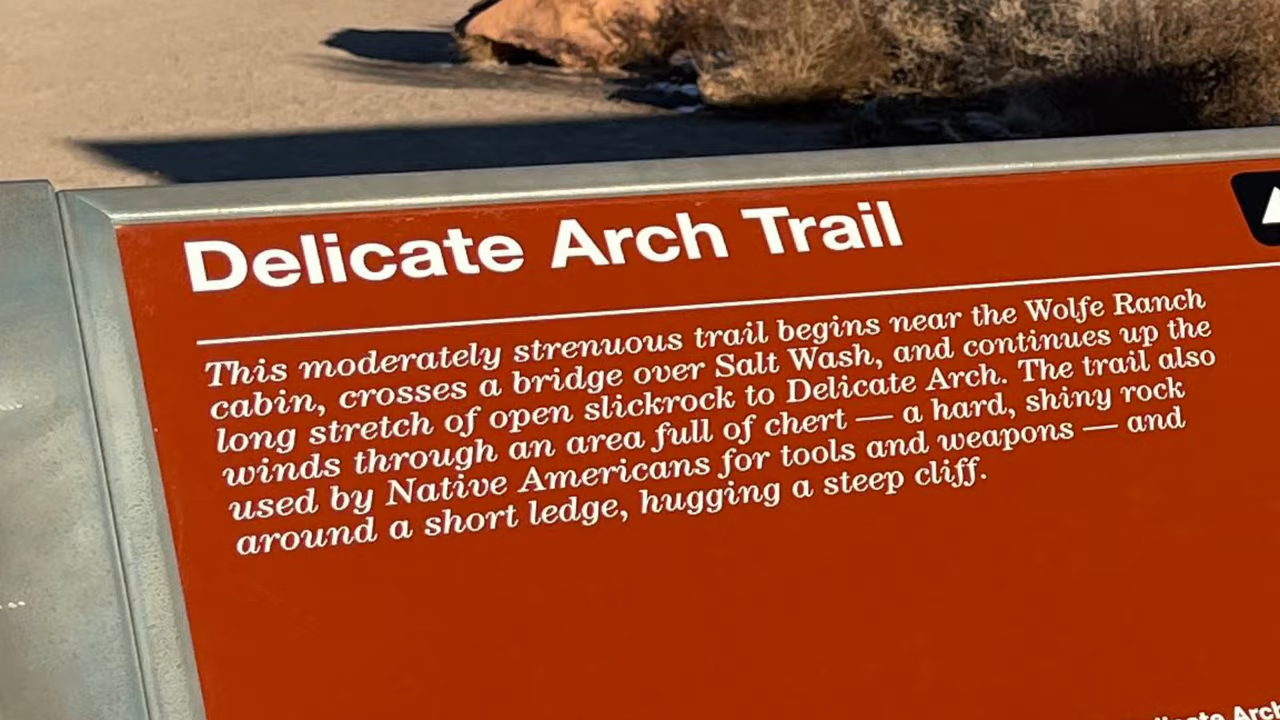 Delicate Arch Trail
This moderately strenuous trail begins near the Wolfe Ranch
cabin, crosses a bridge over Salt Wash, and continues up the
long stretch of open slickrock to Delicate Arch. The trail also
winds through an area full of chert — a hard, shiny rock
used by Native Americans for tools and weapons — and
around a short ledge, hugging a steep cliff.